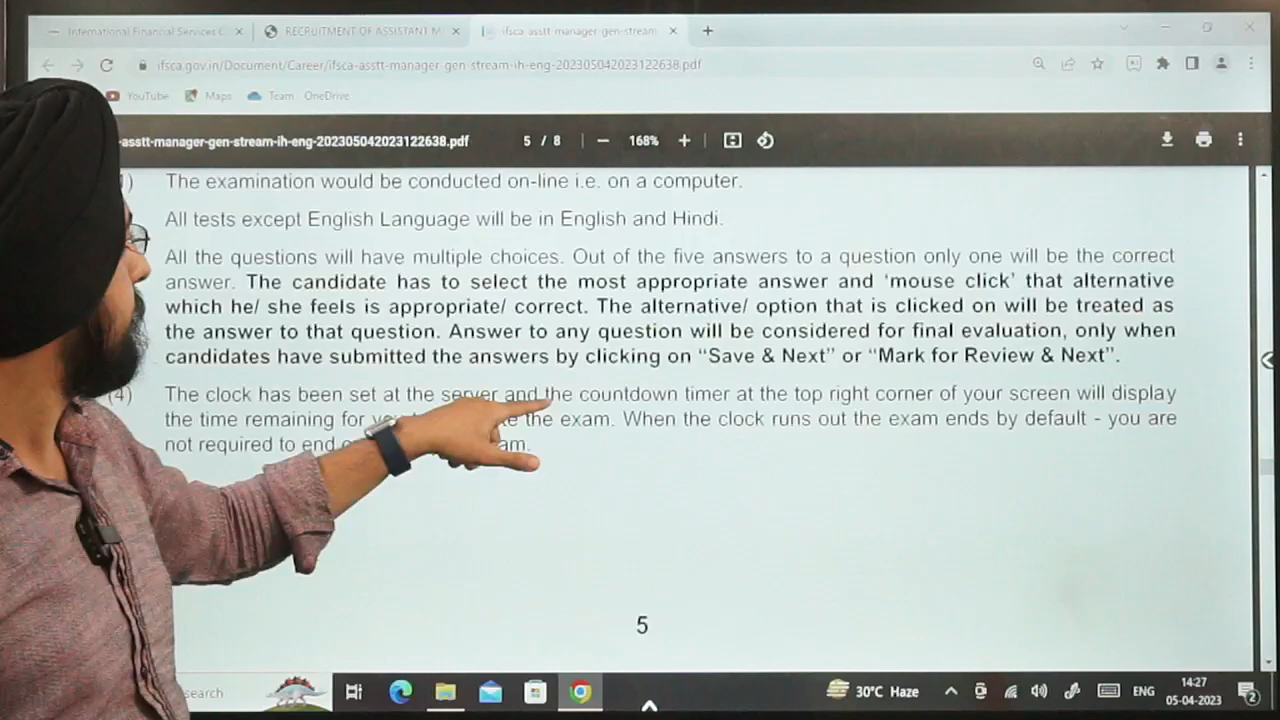 International Financial Services C
RECRUITMENT OF ASSISTANT M
ifsca-asstt-manager-gen-stream
ifsca.gov.in/Document/Career/ifsca-asstt-manager-gen-stream-ih-eng-202305042023122638.pdf
YouTube Maps Team OneDrive
-asstt-manager-gen-stream-ih-eng-202305042023122638.pdf 5 / 8 168%
) The examination would be conducted on-line i.e. on a computer.
All tests except English Language will be in English and Hindi.
All the questions will have multiple choices. Out of the five answers to a question only one will be the correct
answer. The candidate has to select the most appropriate answer and ‘mouse click’ that alternative
which he/ she feels is appropriate/ correct. The alternative/ option that is clicked on will be treated as
the answer to that question. Answer to any question will be considered for final evaluation, only when
candidates have submitted the answers by clicking on “Save & Next” or “Mark for Review & Next”.
(4) The clock has been set at the server and the countdown timer at the top right corner of your screen will display
the time remaining for the exam. When the clock runs out the exam ends by default - you are
not required to end am.
5
search
30°C Haze ENG 14:27
05-04-2023 2